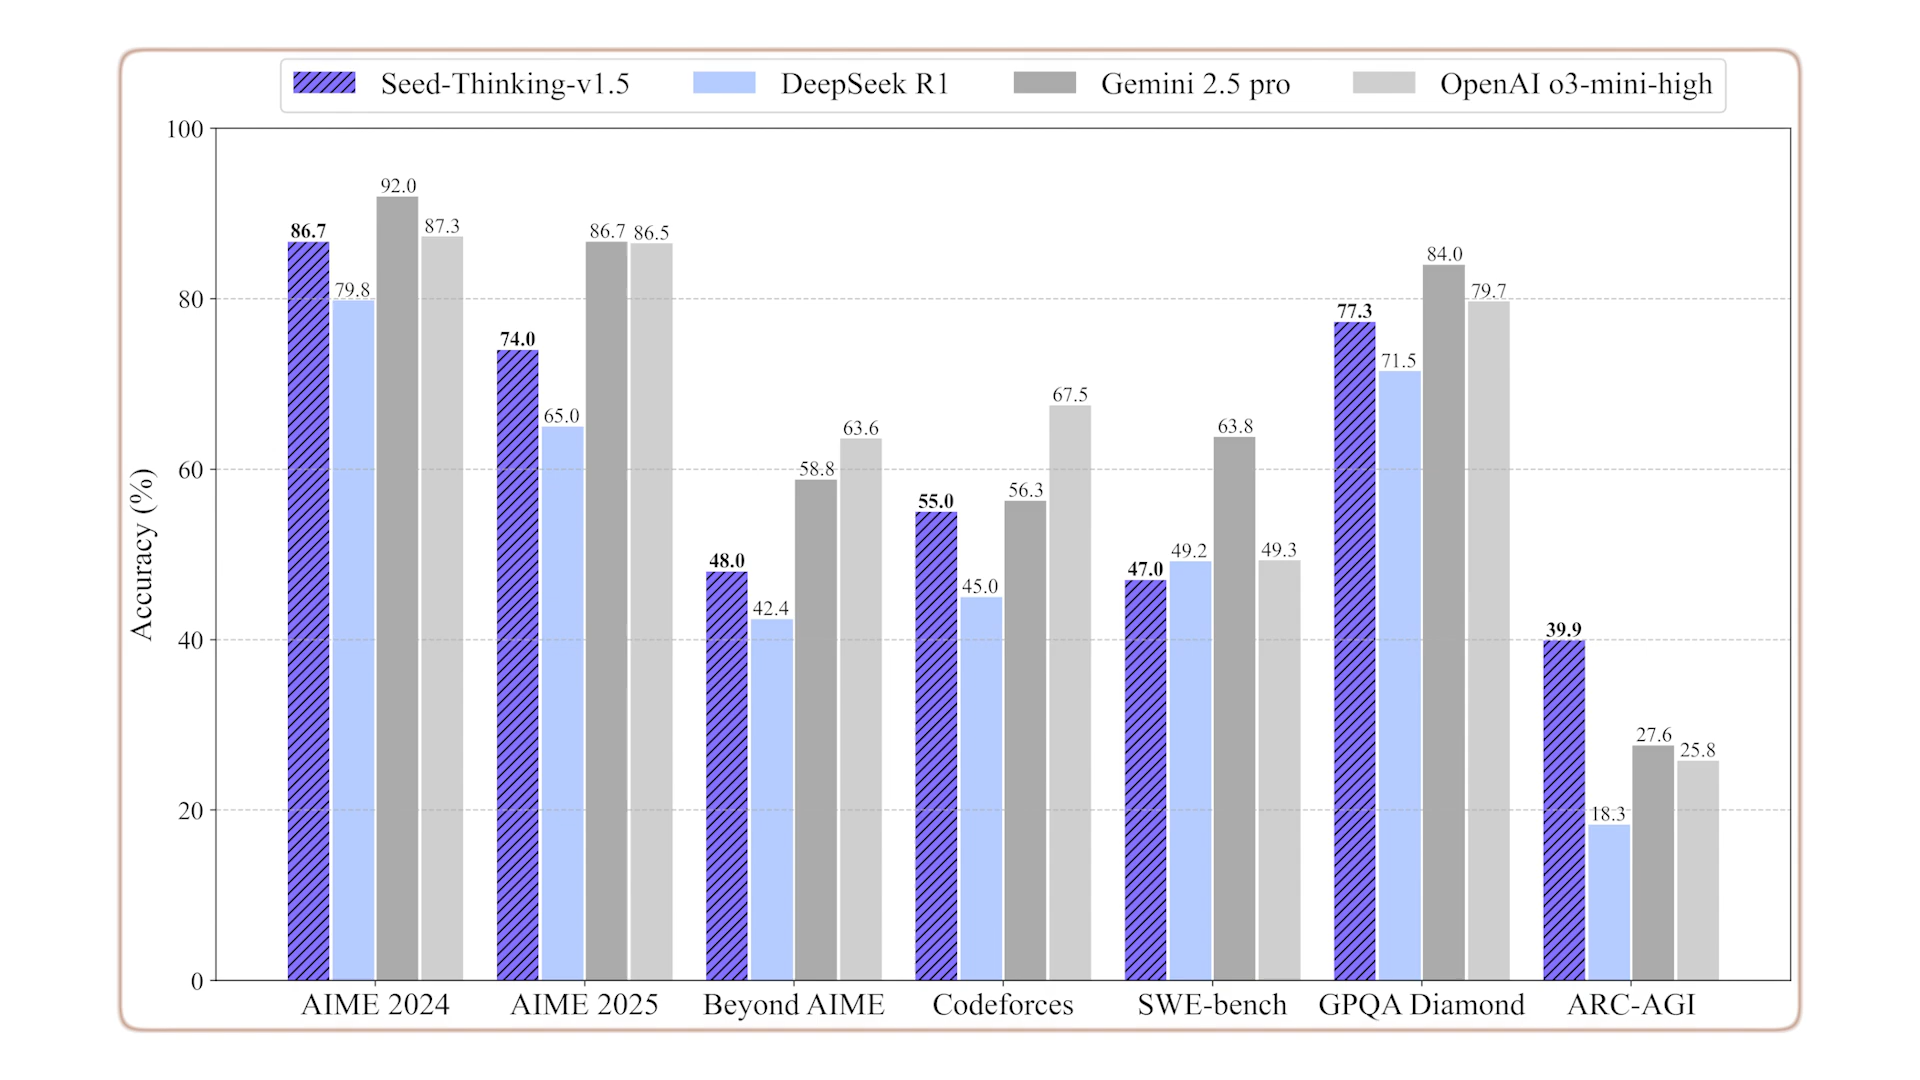 Seed-Thinking-v1.5 DeepSeek R1 Gemini 2.5 pro OpenAI o3-mini-high
Accuracy (%)
100
80
60
40
20
0
86.7 79.8 92.0 87.3
74.0 65.0 86.7 86.5
48.0 42.4 58.8 63.6
55.0 45.0 56.3 67.5
47.0 49.2 63.8 49.3
77.3 71.5 84.0 79.7
39.9 18.3 27.6 25.8
AIME 2024 AIME 2025 Beyond AIME Codeforces SWE-bench GPQA Diamond ARC-AGI